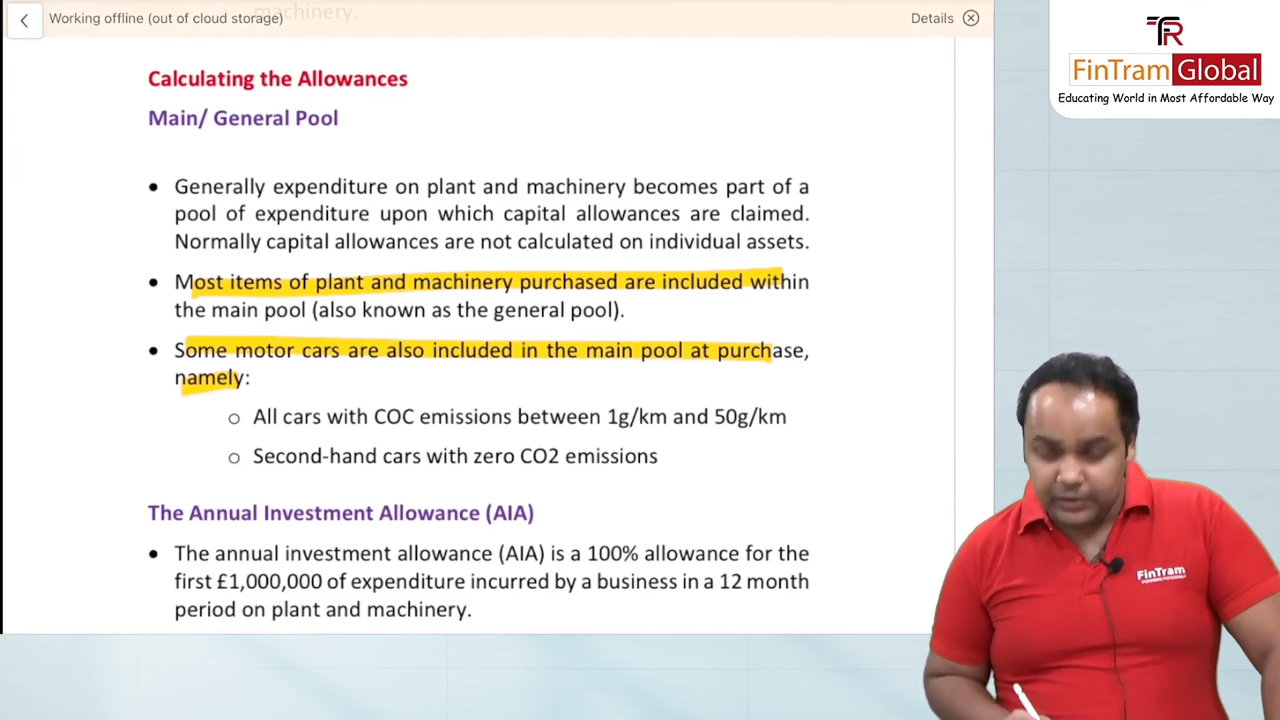 machinery.
Working offline (out of cloud storage)
Details
TR
FinTram Global
Educating World in Most Affordable Way
Calculating the Allowances
Main/ General Pool
• Generally expenditure on plant and machinery becomes part of a
pool of expenditure upon which capital allowances are claimed.
Normally capital allowances are not calculated on individual assets.
• Most items of plant and machinery purchased are included within
the main pool (also known as the general pool).
• Some motor cars are also included in the main pool at purchase,
namely:
o All cars with COC emissions between 1g/km and 50g/km
o Second-hand cars with zero CO2 emissions
The Annual Investment Allowance (AIA)
• The annual investment allowance (AIA) is a 100% allowance for the
first £1,000,000 of expenditure incurred by a business in a 12 month
period on plant and machinery.
FinTram